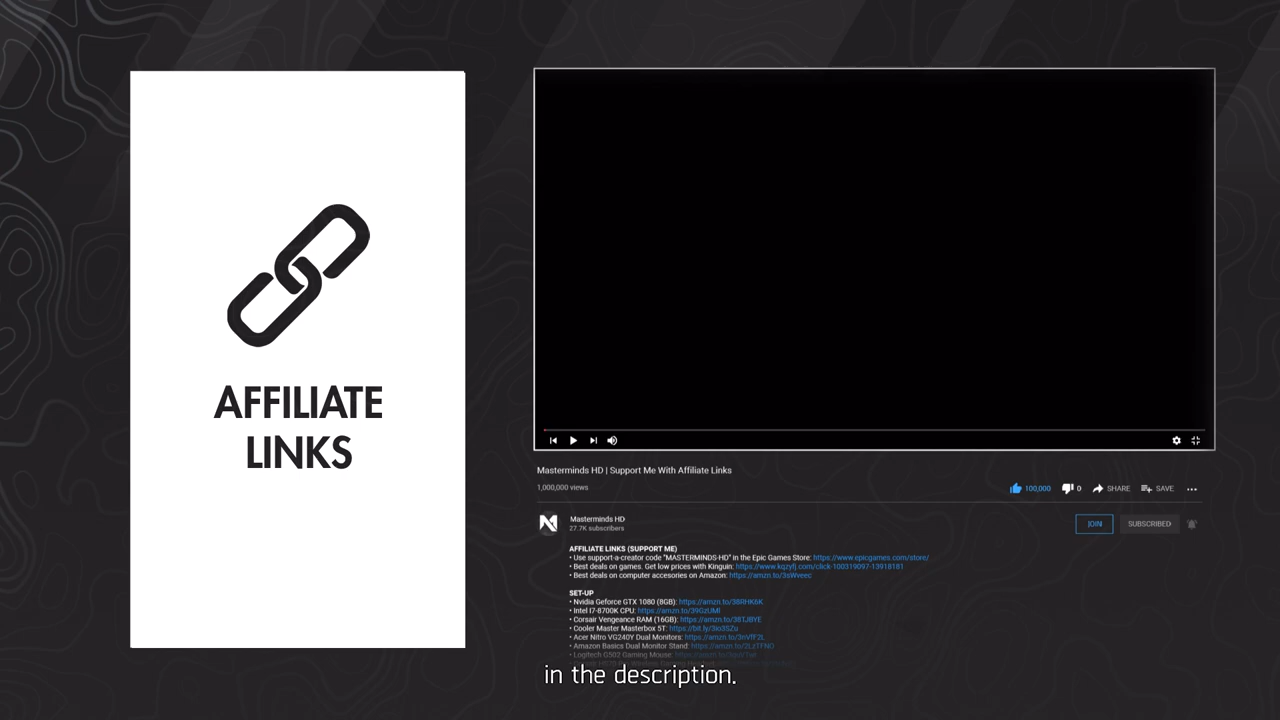 AFFILIATE
LINKS
Masterminds HD | Support Me With Affiliate Links
1,000,000 views
100,000
0
SHARE
SAVE
Masterminds HD
27.7K subscribers
JOIN
SUBSCRIBED
AFFILIATE LINKS (SUPPORT ME)
• Use support-a-creator code "MASTERMINDS-HD" in the Epic Games Store: https://www.epicgames.com/store/
• Best deals on games. Get low prices with Kinguin: https://www.kqzyfj.com/click-100319097-13918181
• Best deals on computer accesories on Amazon: https://amzn.to/3sWveec
SET-UP
• Nvidia Geforce GTX 1080 (8GB): https://amzn.to/38RHK6K
• Intel I7-8700K CPU: https://amzn.to/39GzUMl
• Corsair Vengeance RAM (16GB): https://amzn.to/38TJBYE
• Cooler Master Masterbox 5T: https://bit.ly/3io3SZu
• Acer Nitro VG240Y Dual Monitors: https://amzn.to/3nVfF2L
• Amazon Basics Dual Monitor Stand: https://amzn.to/2LzTFND
• Logitech G502 Gaming Mouse:
in the description.